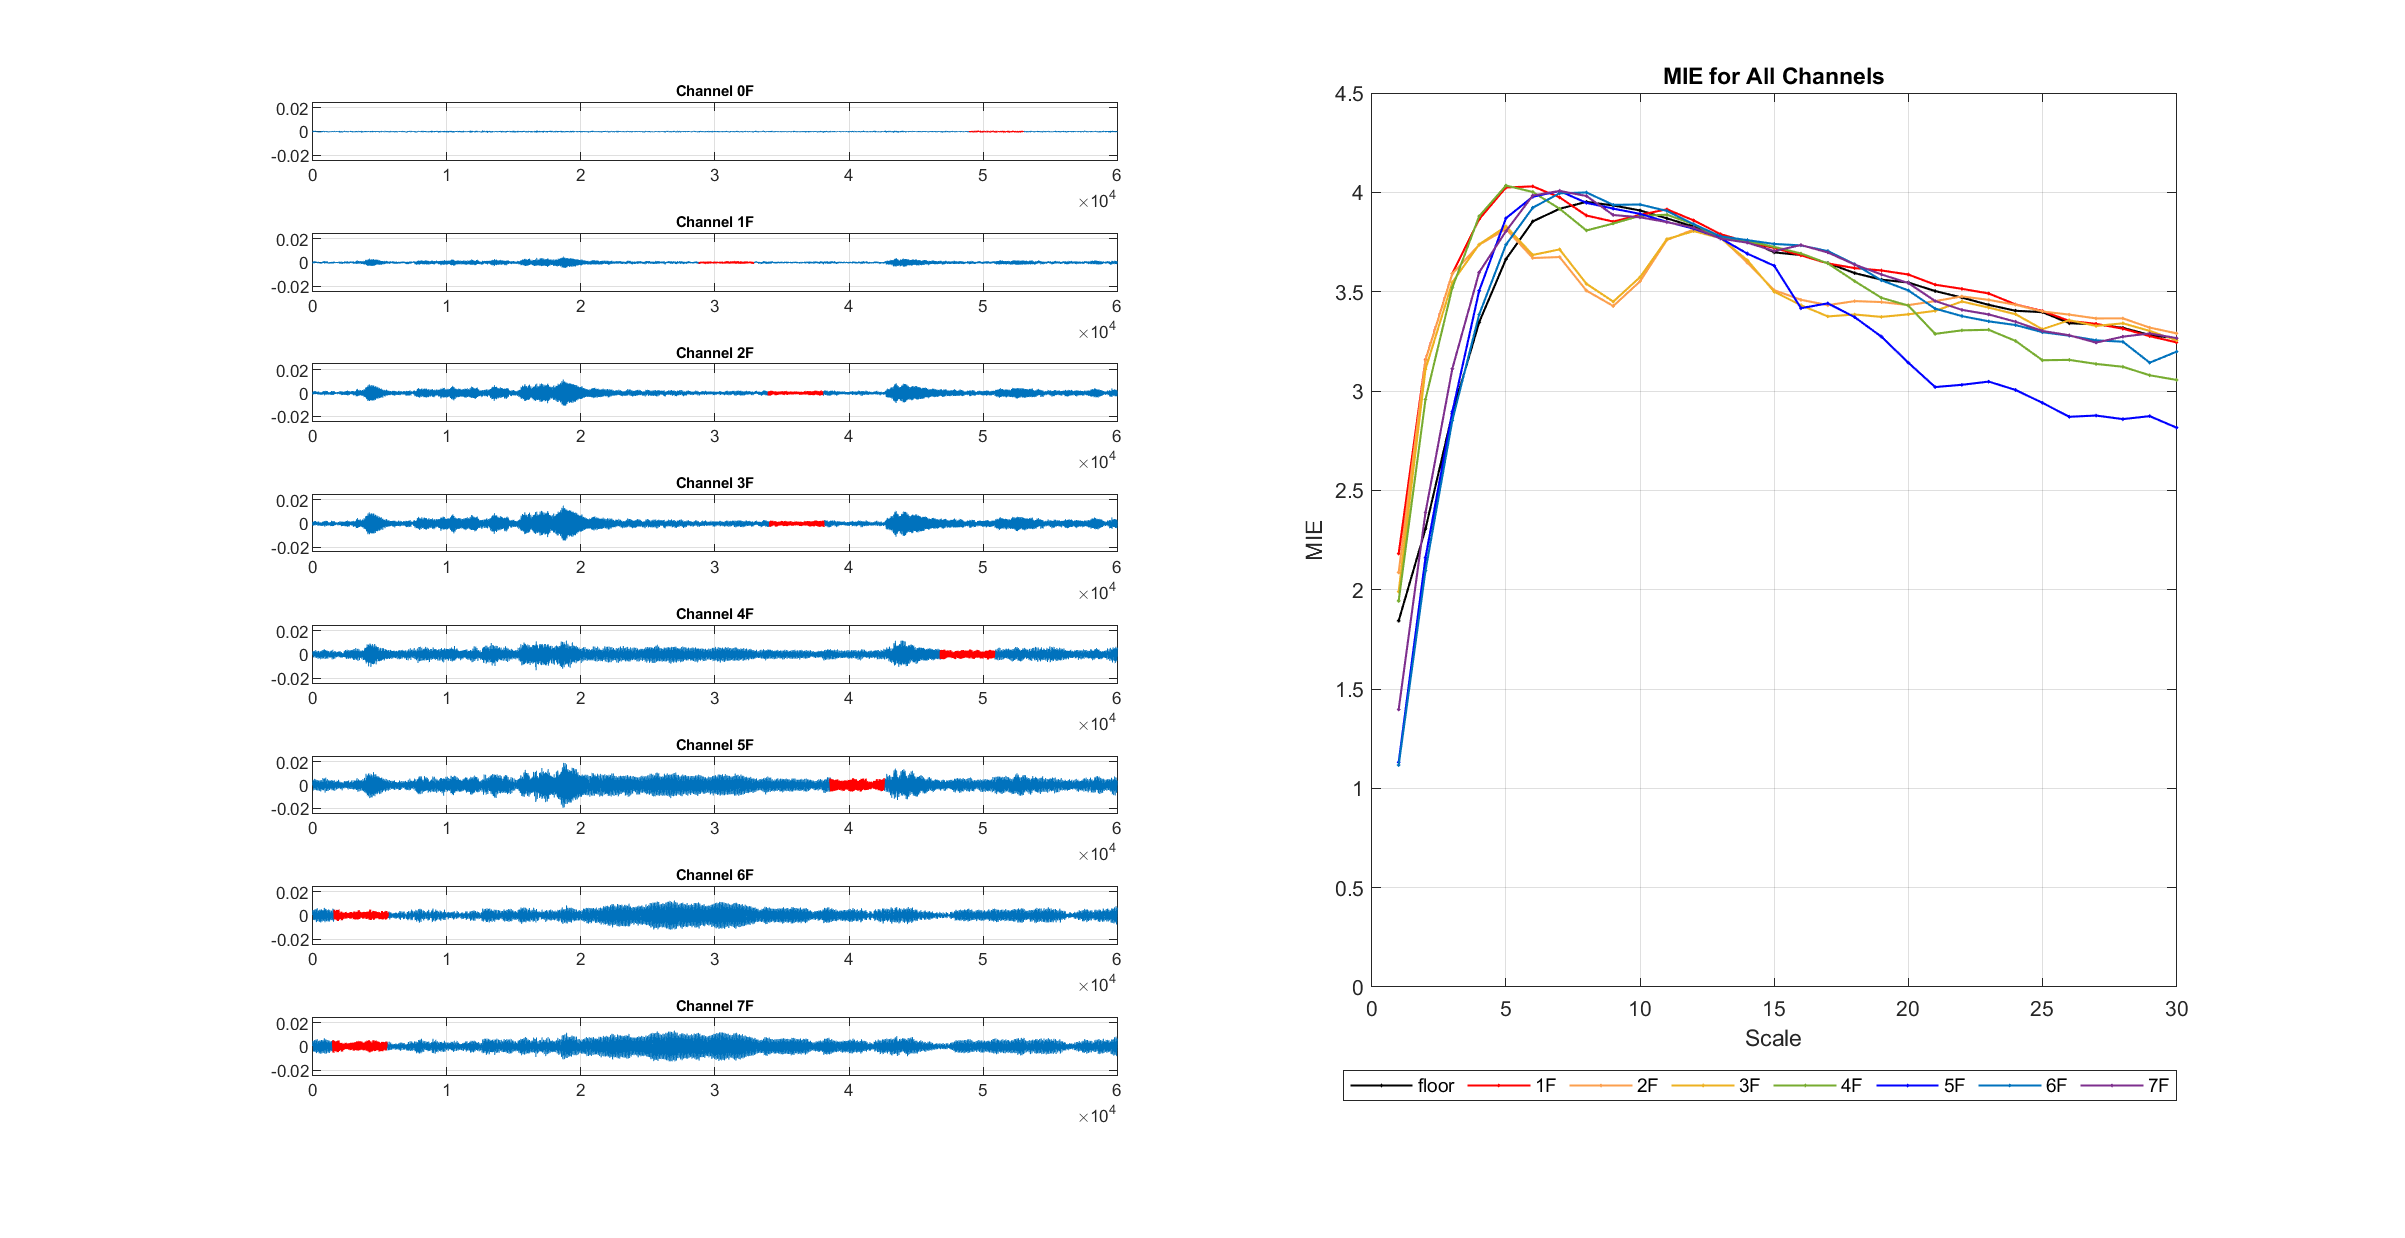 Channel 0F
0.02
0
-0.02
0 1 2 3 4 5 6
×10^4
Channel 1F
0.02
0
-0.02
0 1 2 3 4 5 6
×10^4
Channel 2F
0.02
0
-0.02
0 1 2 3 4 5 6
×10^4
Channel 3F
0.02
0
-0.02
0 1 2 3 4 5 6
×10^4
Channel 4F
0.02
0
-0.02
0 1 2 3 4 5 6
×10^4
Channel 5F
0.02
0
-0.02
0 1 2 3 4 5 6
×10^4
Channel 6F
0.02
0
-0.02
0 1 2 3 4 5 6
×10^4
Channel 7F
0.02
0
-0.02
0 1 2 3 4 5 6
×10^4
MIE for All Channels
4.5
4
3.5
3
2.5
2
1.5
1
0.5
0
MIE
0 5 10 15 20 25 30
Scale
floor 1F 2F 3F 4F 5F 6F 7F